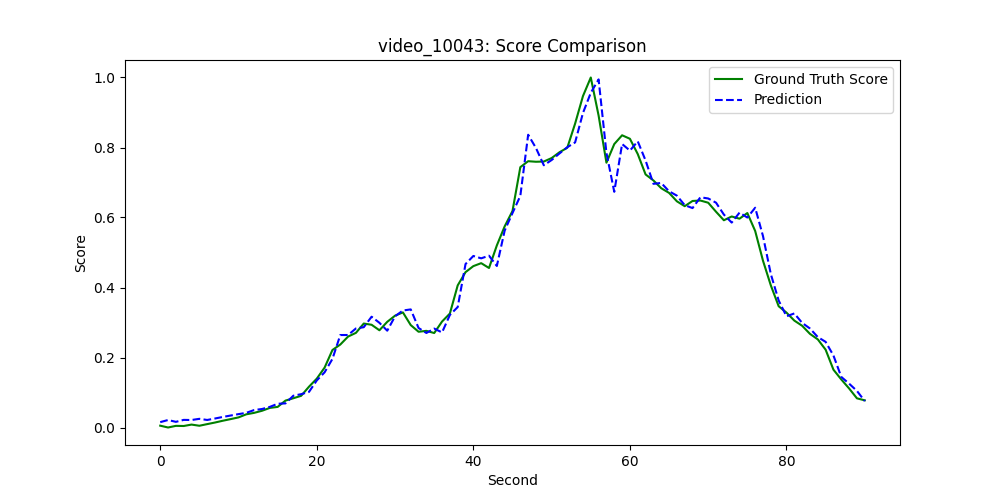 video_10043: Score Comparison
Ground Truth Score
Prediction
Score
1.0
0.8
0.6
0.4
0.2
0.0
0 20 40 60 80
Second